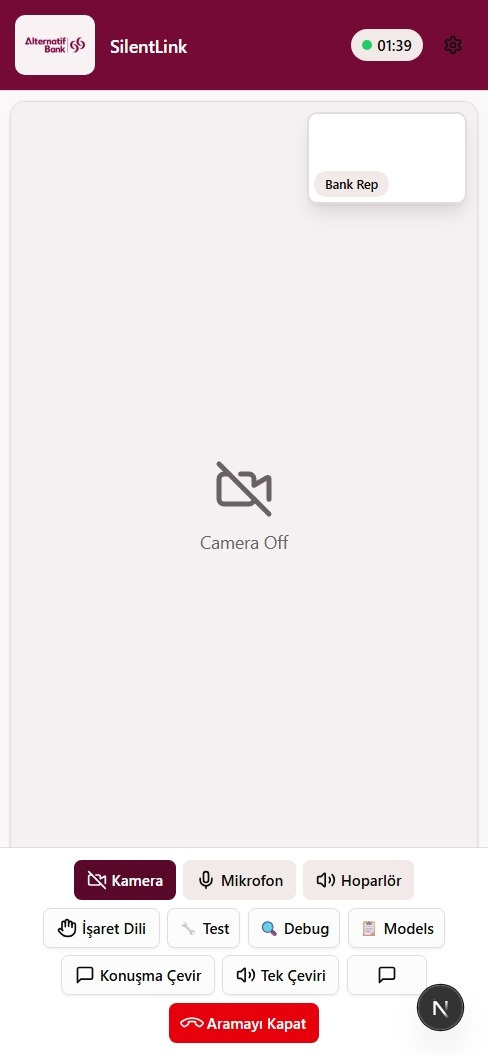 Alternatif
Bank
SilentLink
01:39
Bank Rep
Camera Off
Kamera
Mikrofon
Hoparlör
İşaret Dili
Test
Debug
Models
Konuşma Çevir
Tek Çeviri
N
Aramayı Kapat